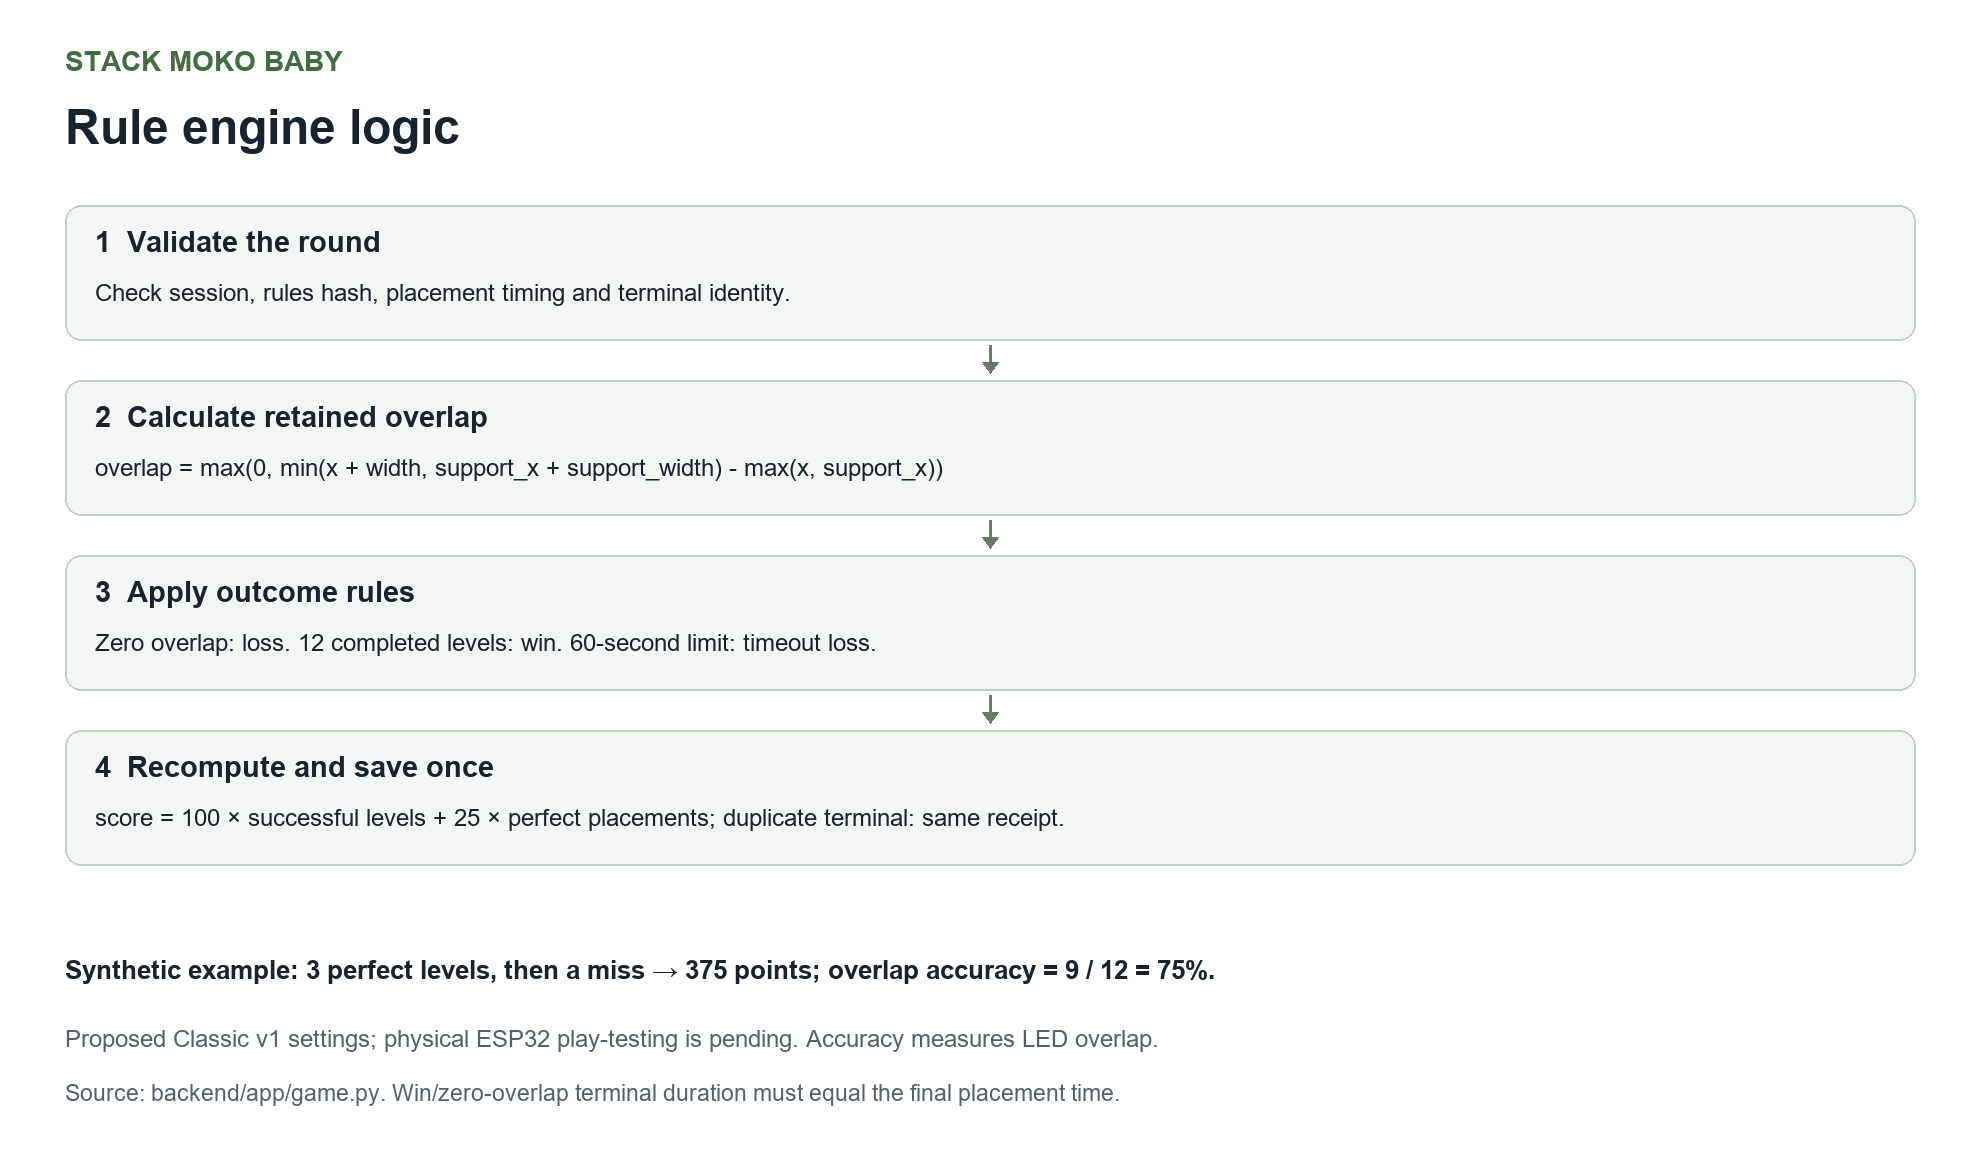 STACK MOKO BABY
Rule engine logic
1 Validate the round
Check session, rules hash, placement timing and terminal identity.
2 Calculate retained overlap
overlap = max(0, min(x + width, support_x + support_width) - max(x, support_x))
3 Apply outcome rules
Zero overlap: loss. 12 completed levels: win. 60-second limit: timeout loss.
4 Recompute and save once
score = 100 × successful levels + 25 × perfect placements; duplicate terminal: same receipt.
Synthetic example: 3 perfect levels, then a miss → 375 points; overlap accuracy = 9 / 12 = 75%.
Proposed Classic v1 settings; physical ESP32 play-testing is pending. Accuracy measures LED overlap.
Source: backend/app/game.py. Win/zero-overlap terminal duration must equal the final placement time.